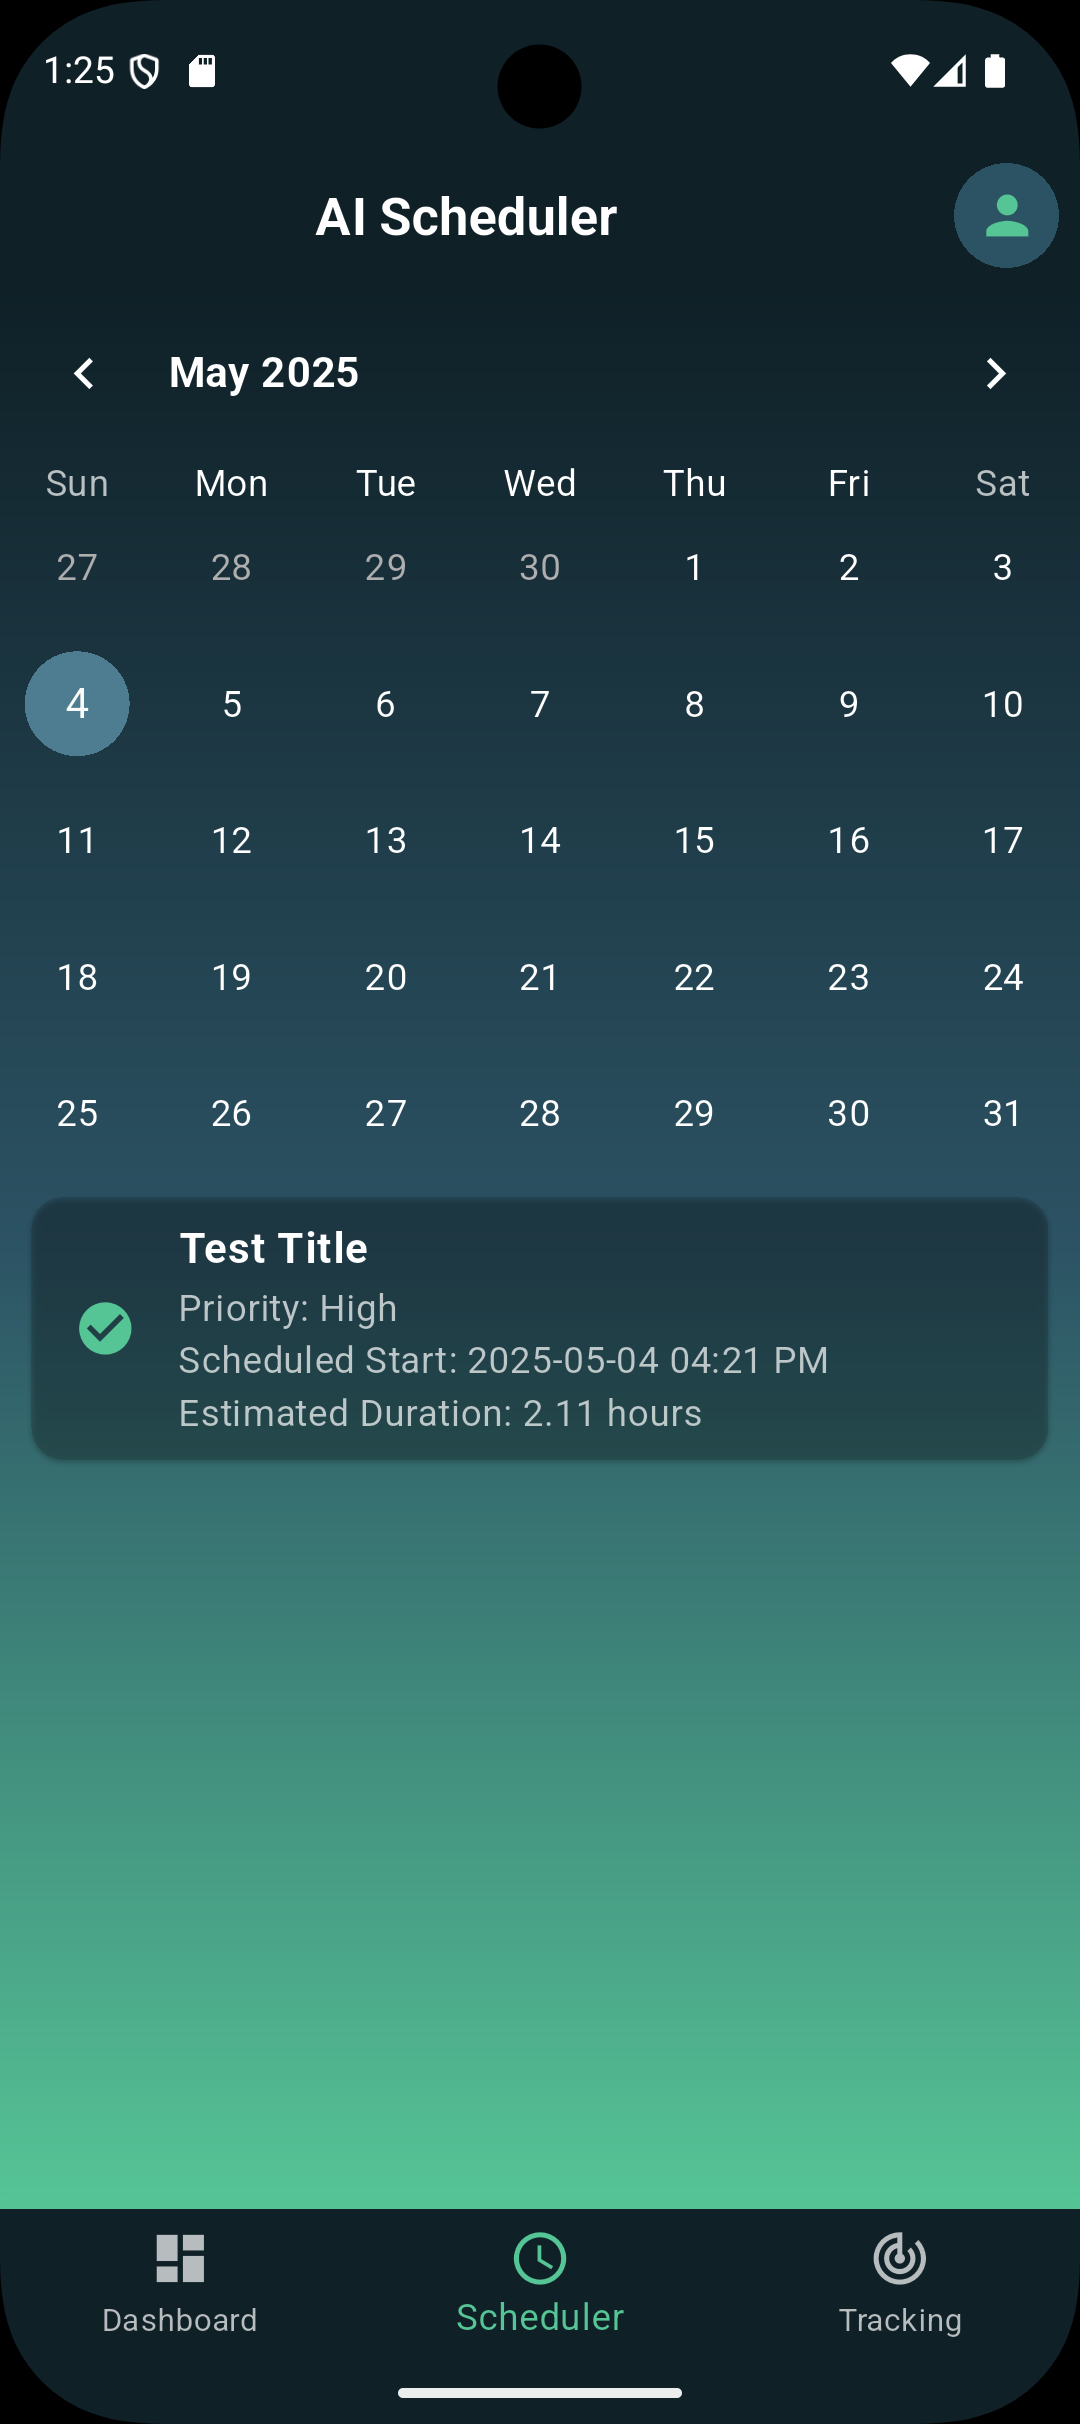 1:25
AI Scheduler
May 2025
Sun Mon Tue Wed Thu Fri Sat
27 28 29 30 1 2 3
4 5 6 7 8 9 10
11 12 13 14 15 16 17
18 19 20 21 22 23 24
25 26 27 28 29 30 31
Test Title
Priority: High
Scheduled Start: 2025-05-04 04:21 PM
Estimated Duration: 2.11 hours
Dashboard Scheduler Tracking